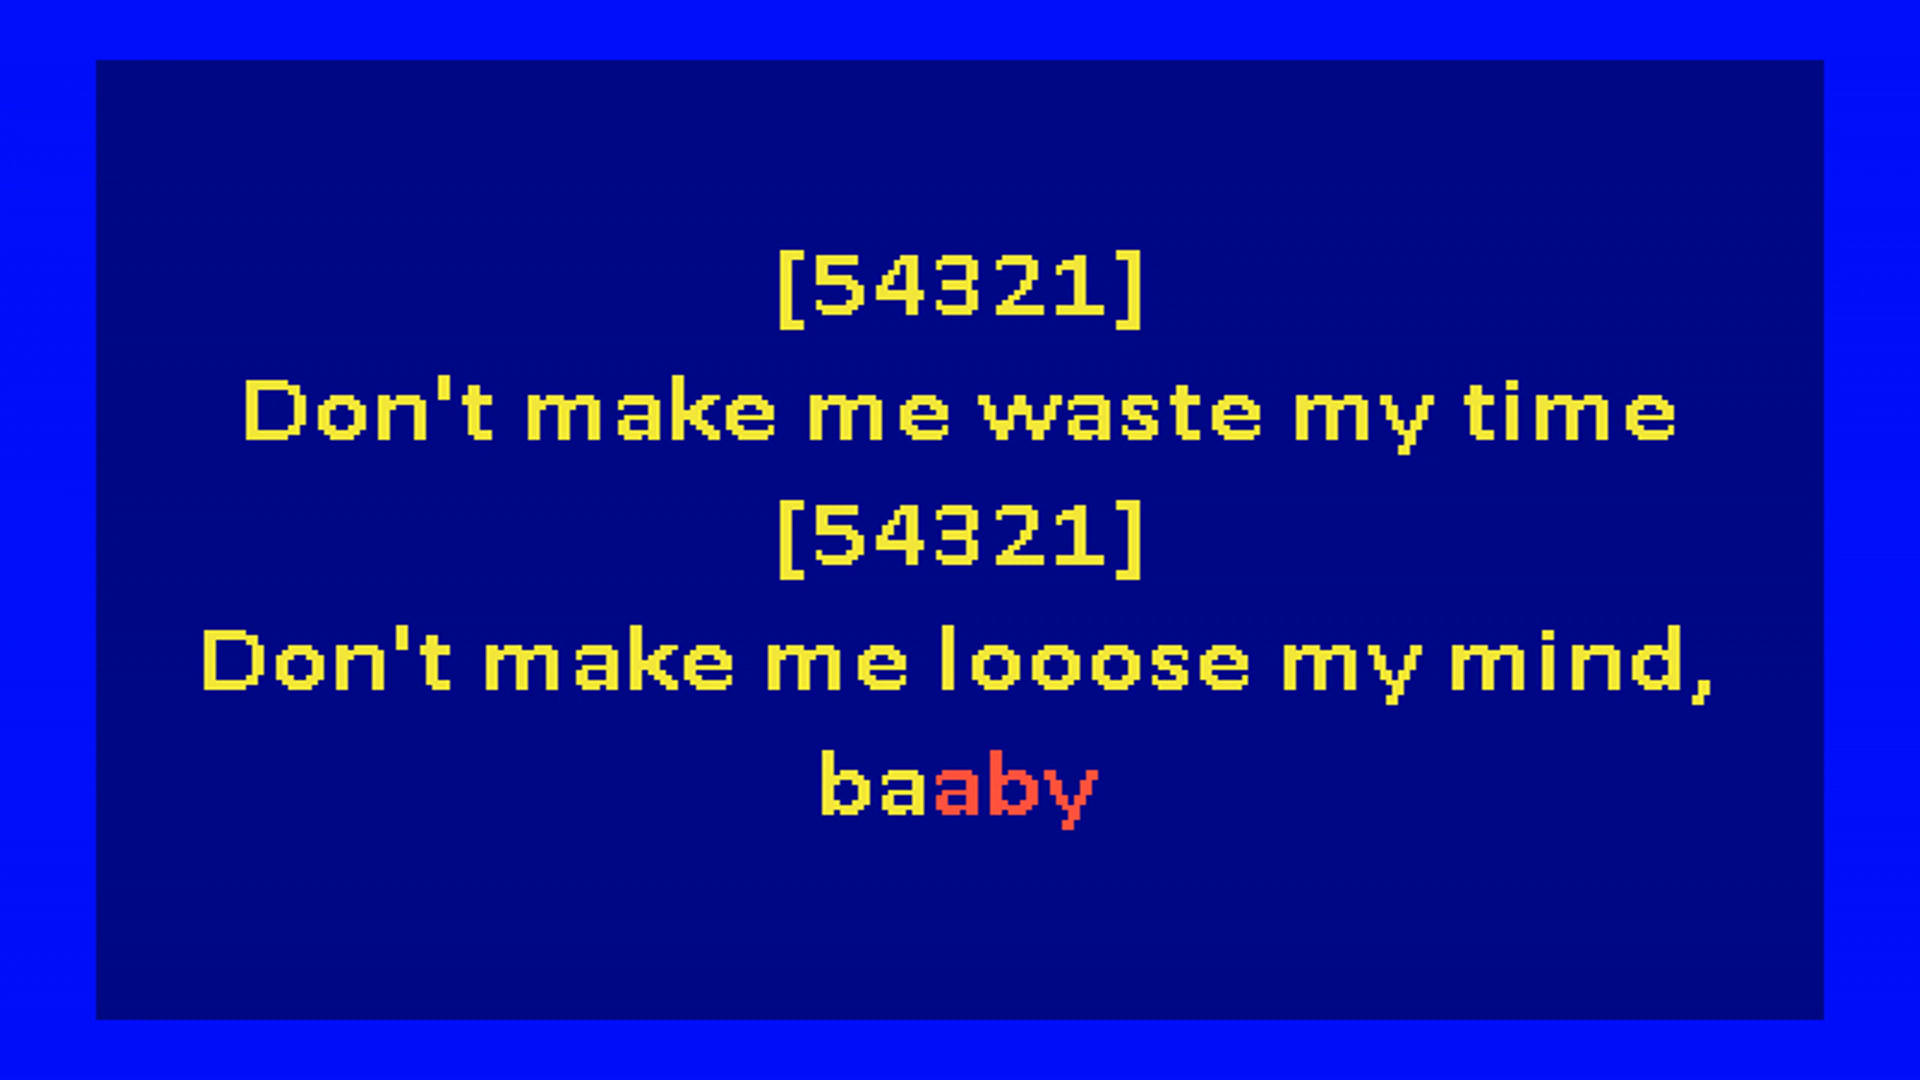 [54321]
Don't make me waste my time
[54321]
Don't make me looose my mind,
baaby